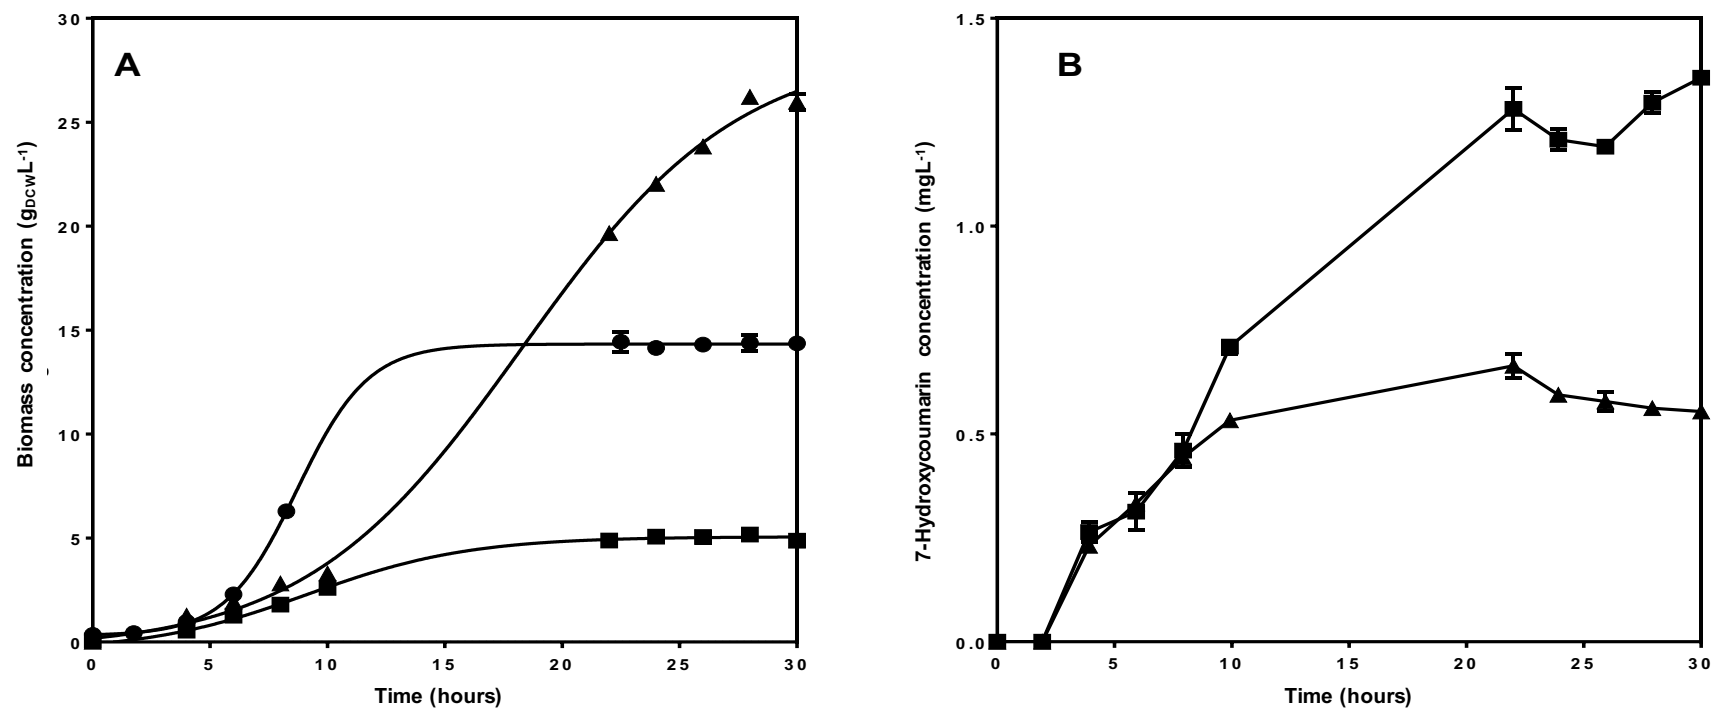 A
30
25
20
15
10
5
0
Biomass concentration (gDCWL-1)
0 5 10 15 20 25 30
Time (hours)
B
1.5
1.0
0.5
0.0
7-Hydroxycoumarin concentration (mgL-1)
0 5 10 15 20 25 30
Time (hours)